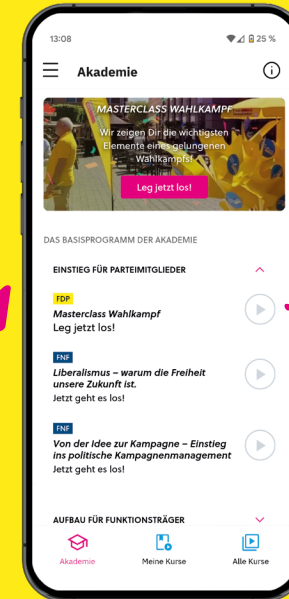 13:08
25 %
Akademie
MASTERCLASS WAHLKAMPF
Wir zeigen Dir die wichtigsten
Elemente eines gelungenen
Wahlkampfs!
Leg jetzt los!
DAS BASISPROGRAMM DER AKADEMIE
EINSTIEG FÜR PARTEIMITGLIEDER
FDP
Masterclass Wahlkampf
Leg jetzt los!
FNF
Liberalismus – warum die Freiheit
unsere Zukunft ist.
Jetzt geht es los!
FNF
Von der Idee zur Kampagne – Einstieg
ins politische Kampagnenmanagement
Jetzt geht es los!
AUFBAU FÜR FUNKTIONSTRÄGER
Akademie
Meine Kurse
Alle Kurse